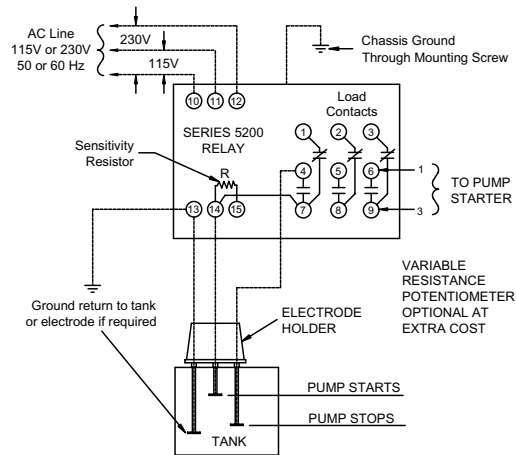 AC Line
115V or 230V
50 or 60 Hz
230V
115V
Chassis Ground
Through Mounting Screw
10 11 12
SERIES 5200
RELAY
Load
Contacts
1 2 3
Sensitivity
Resistor
R
4 5 6
1
TO PUMP
STARTER
13 14 15
7 8 9
3
Ground return to tank
or electrode if required
ELECTRODE
HOLDER
VARIABLE
RESISTANCE
POTENTIOMETER
OPTIONAL AT
EXTRA COST
PUMP STARTS
PUMP STOPS
TANK